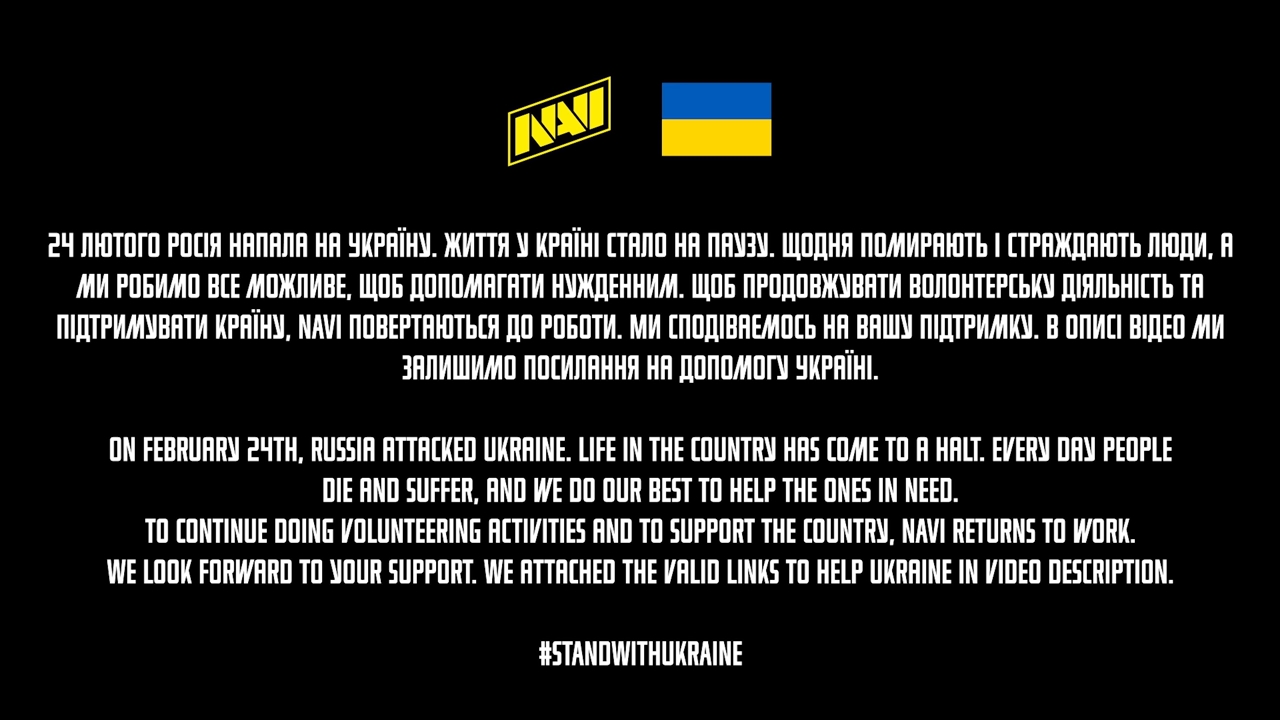 NAVI
24 ЛЮТОГО РОСІЯ НАПАЛА НА УКРАЇНУ. ЖИТТЯ У КРАЇНІ СТАЛО НА ПАУЗУ. ЩОДНЯ ПОМИРАЮТЬ І СТРАЖДАЮТЬ ЛЮДИ, А
МИ РОБИМО ВСЕ МОЖЛИВЕ, ЩОБ ДОПОМАГАТИ НУЖДЕННИМ. ЩОБ ПРОДОВЖУВАТИ ВОЛОНТЕРСЬКУ ДІЯЛЬНІСТЬ ТА
ПІДТРИМУВАТИ КРАЇНУ, NAVI ПОВЕРТАЮТЬСЯ ДО РОБОТИ. МИ СПОДІВАЄМОСЬ НА ВАШУ ПІДТРИМКУ. В ОПИСІ ВІДЕО МИ
ЗАЛИШИМО ПОСИЛАННЯ НА ДОПОМОГУ УКРАЇНІ.
ON FEBRUARY 24TH, RUSSIA ATTACKED UKRAINE. LIFE IN THE COUNTRY HAS COME TO A HALT. EVERY DAY PEOPLE
DIE AND SUFFER, AND WE DO OUR BEST TO HELP THE ONES IN NEED.
TO CONTINUE DOING VOLUNTEERING ACTIVITIES AND TO SUPPORT THE COUNTRY, NAVI RETURNS TO WORK.
WE LOOK FORWARD TO YOUR SUPPORT. WE ATTACHED THE VALID LINKS TO HELP UKRAINE IN VIDEO DESCRIPTION.
#STANDWITHUKRAINE